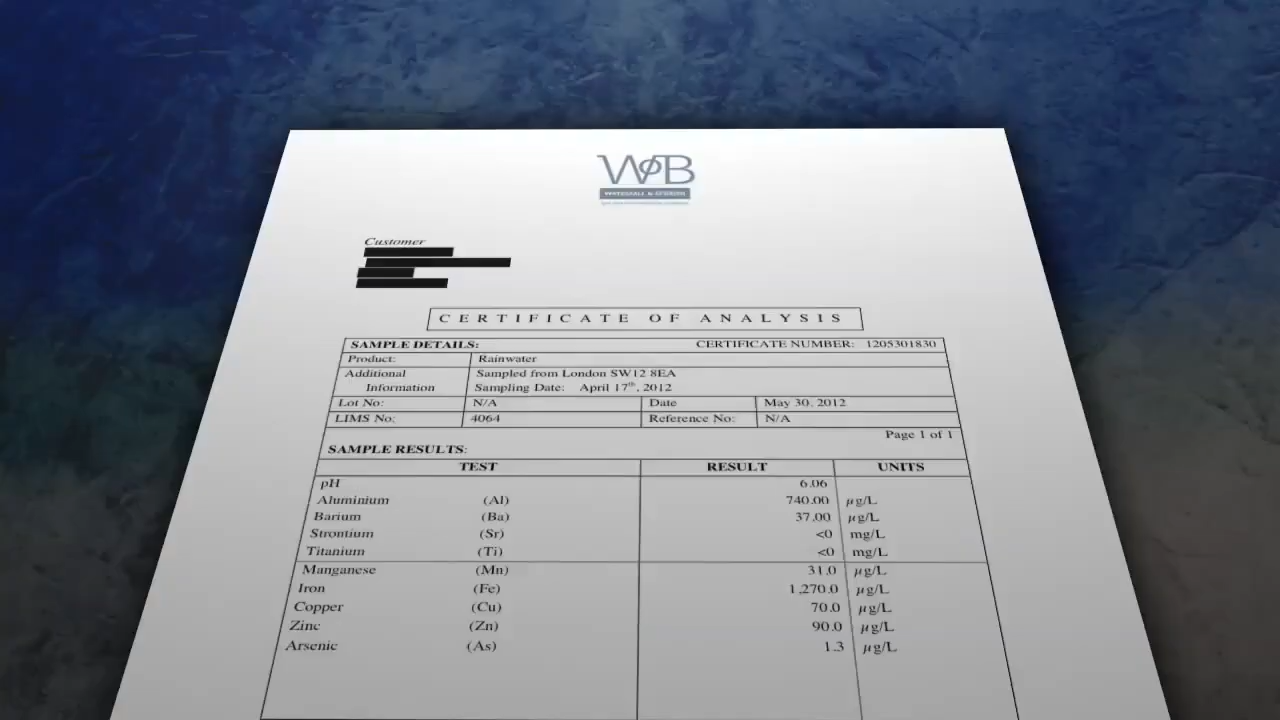 WB
Customer
CERTIFICATE OF ANALYSIS
SAMPLE DETAILS: CERTIFICATE NUMBER: 1205301830
Product: Rainwater
Additional Sampled from London SW12 8EA
Information Sampling Date: April 17th, 2012
Lot No: N/A Date May 30, 2012
LIMS No: 4064 Reference No: N/A
Page 1 of 1
SAMPLE RESULTS:
TEST RESULT UNITS
pH 6.06
Aluminium (Al) 740.00 µg/L
Barium (Ba) 37.00 µg/L
Strontium (Sr) <0 mg/L
Titanium (Ti) <0 mg/L
Manganese (Mn) 31.0 µg/L
Iron (Fe) 1,270.0 µg/L
Copper (Cu) 70.0 µg/L
Zinc (Zn) 90.0 µg/L
Arsenic (As) 1.3 µg/L